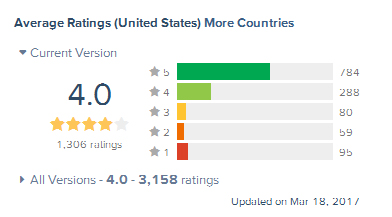 Average Ratings (United States) More Countries
Current Version
4.0
1,306 ratings
5 784
4 288
3 80
2 59
1 95
All Versions - 4.0 - 3,158 ratings
Updated on Mar 18, 2017